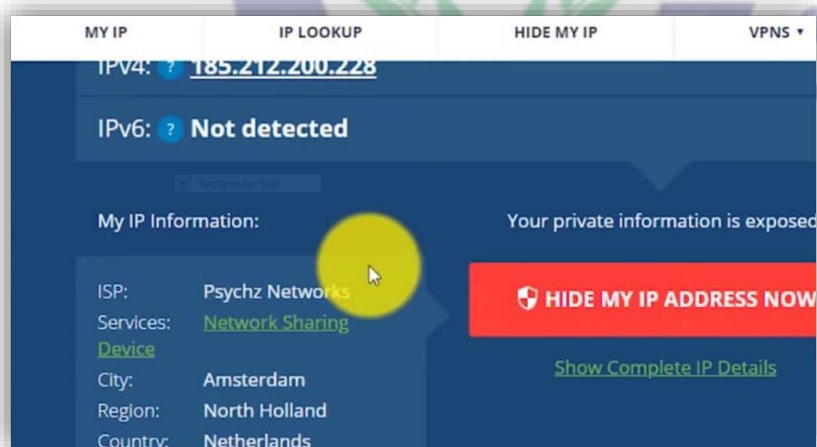 MY IP IP LOOKUP HIDE MY IP VPNS
IPv4: ? 185.212.200.228
IPv6: ? Not detected
Rectangular Snip
My IP Information:
Your private information is exposed
ISP: Psychz Networks
HIDE MY IP ADDRESS NOW
Services: Network Sharing
Device
Show Complete IP Details
City: Amsterdam
Region: North Holland
Country: Netherlands